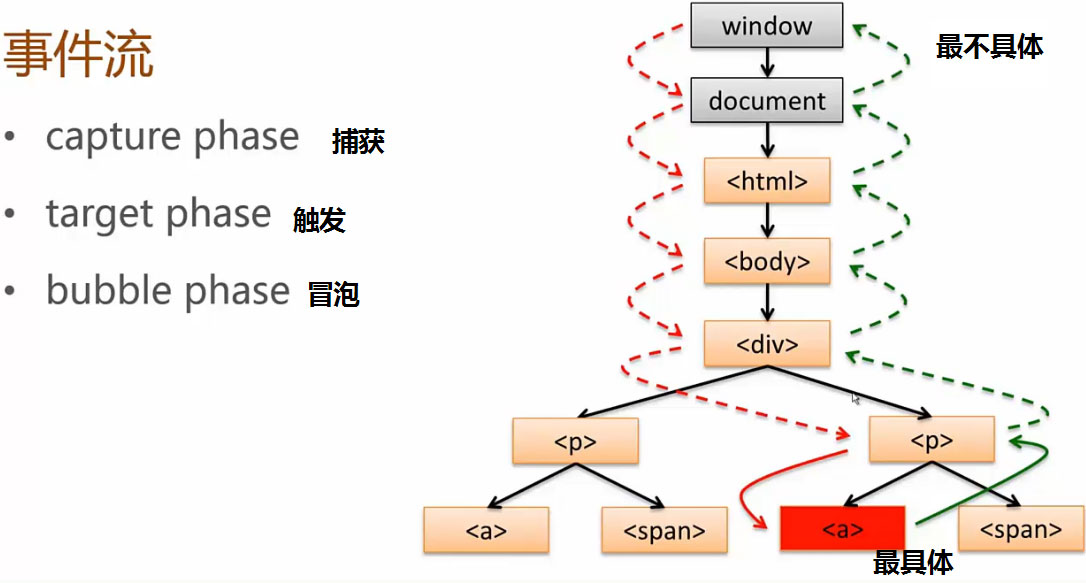 事件流
• capture phase 捕获
• target phase 触发
• bubble phase 冒泡
window
最不具体
document
<html>
<body>
<div>
<p> <p>
<a> <span> <a> <span>
最具体